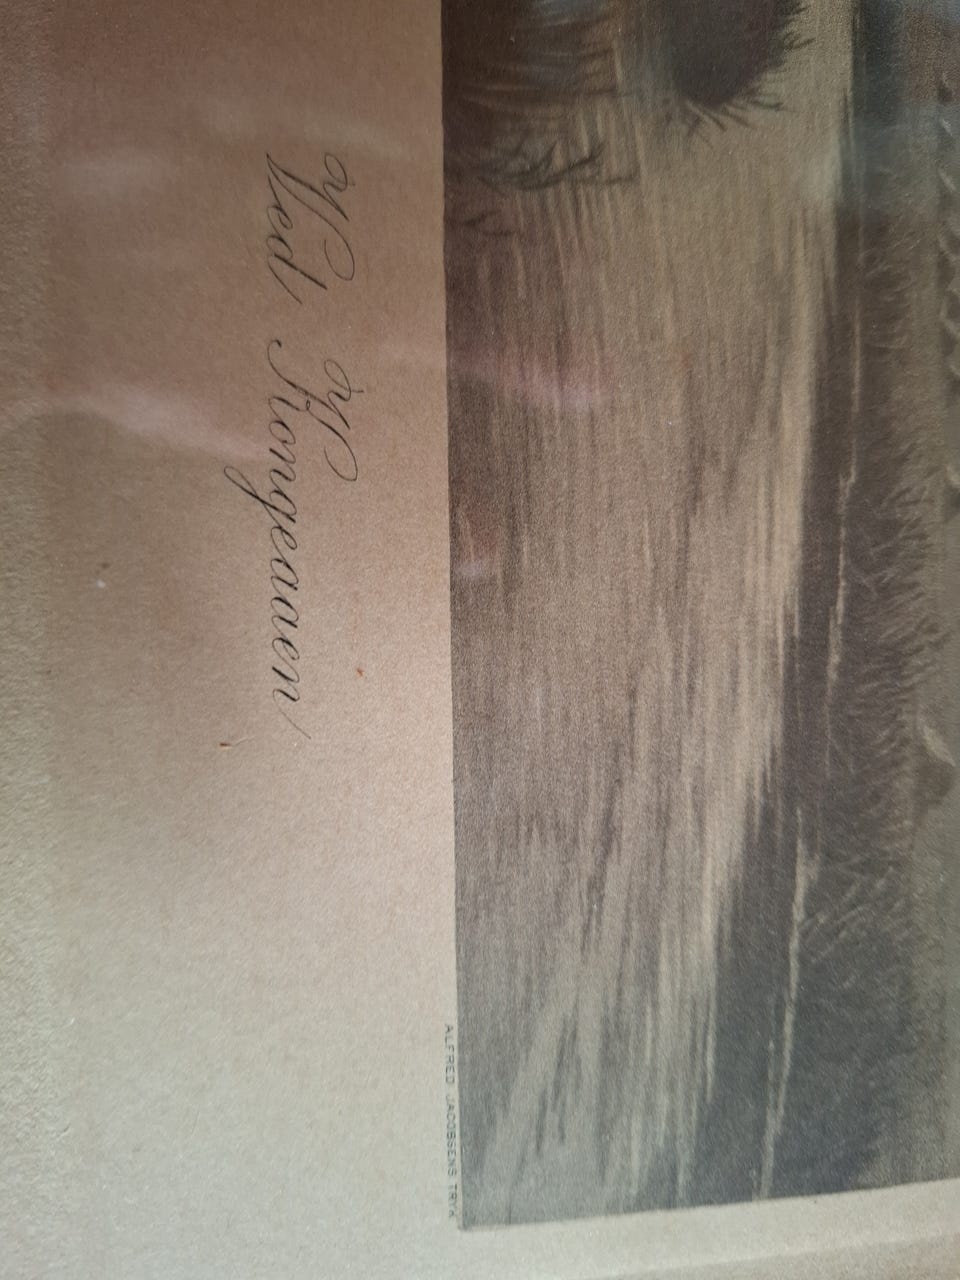 ALFRED JACOBSENS TRYK
Ved Kongeaaen